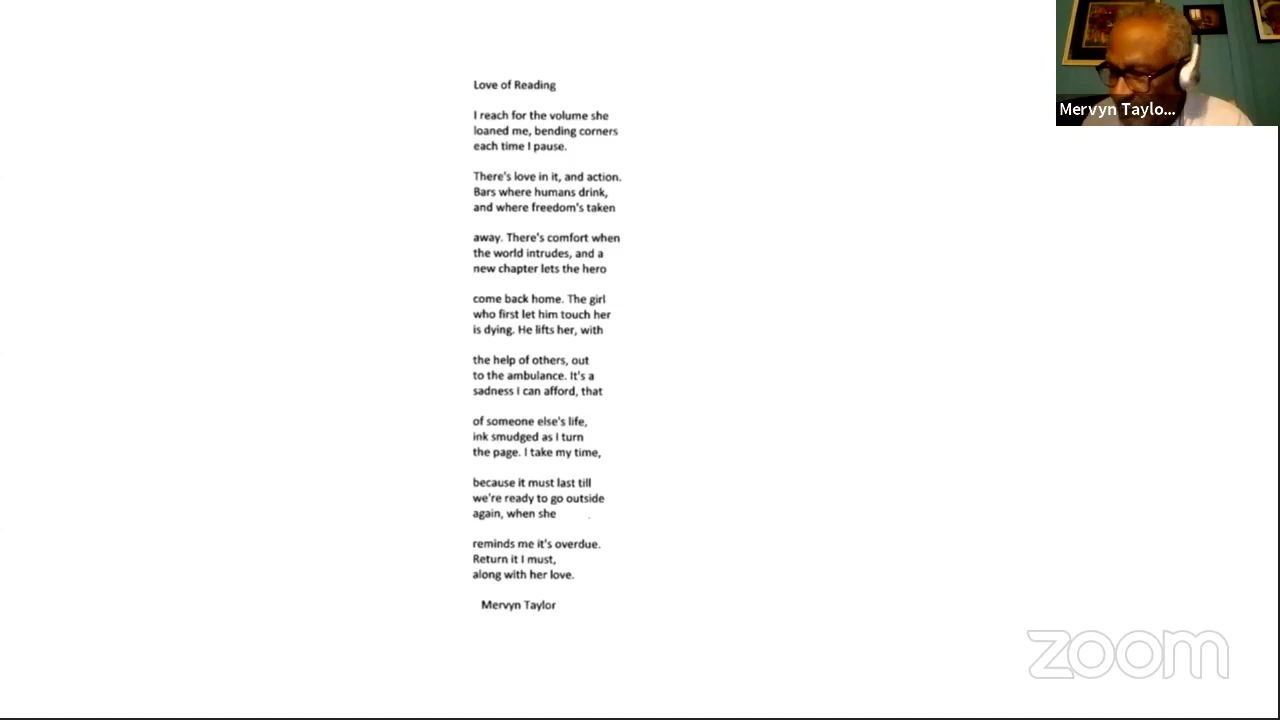 Love of Reading
I reach for the volume she
loaned me, bending corners
each time I pause.
There's love in it, and action.
Bars where humans drink,
and where freedom's taken
away. There's comfort when
the world intrudes, and a
new chapter lets the hero
come back home. The girl
who first let him touch her
is dying. He lifts her, with
the help of others, out
to the ambulance. It's a
sadness I can afford, that
of someone else's life,
ink smudged as I turn
the page. I take my time,
because it must last till
we're ready to go outside
again, when she
reminds me it's overdue.
Return it I must,
along with her love.
Mervyn Taylor
Mervyn Taylo...
zoom